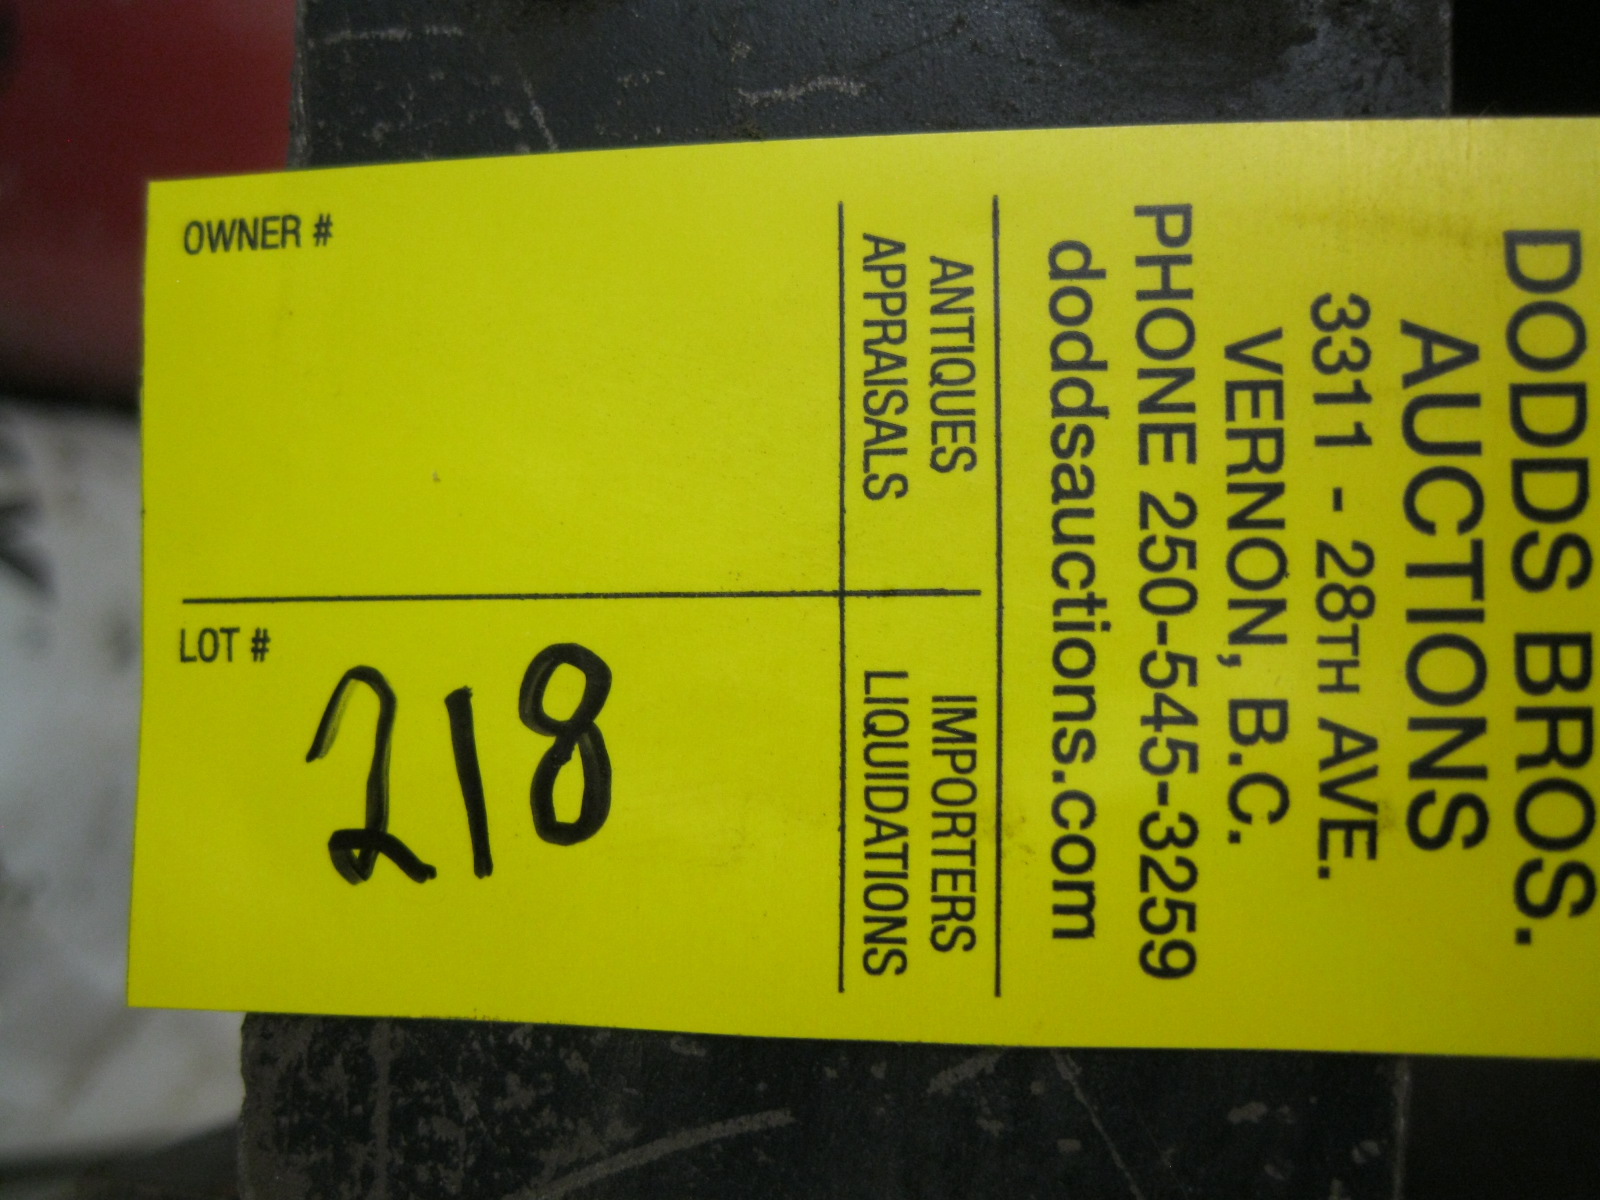 DODDS BROS.
AUCTIONS
3311 - 28TH AVE.
VERNON, B.C.
PHONE 250-545-3259
doddsauctions.com
ANTIQUES IMPORTERS
APPRAISALS LIQUIDATIONS
OWNER #
LOT #
218